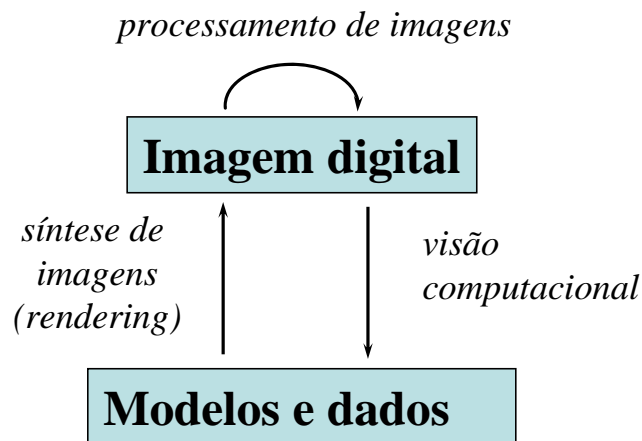 processamento de imagens
Imagem digital
síntese de
imagens
(rendering)
visão
computacional
Modelos e dados